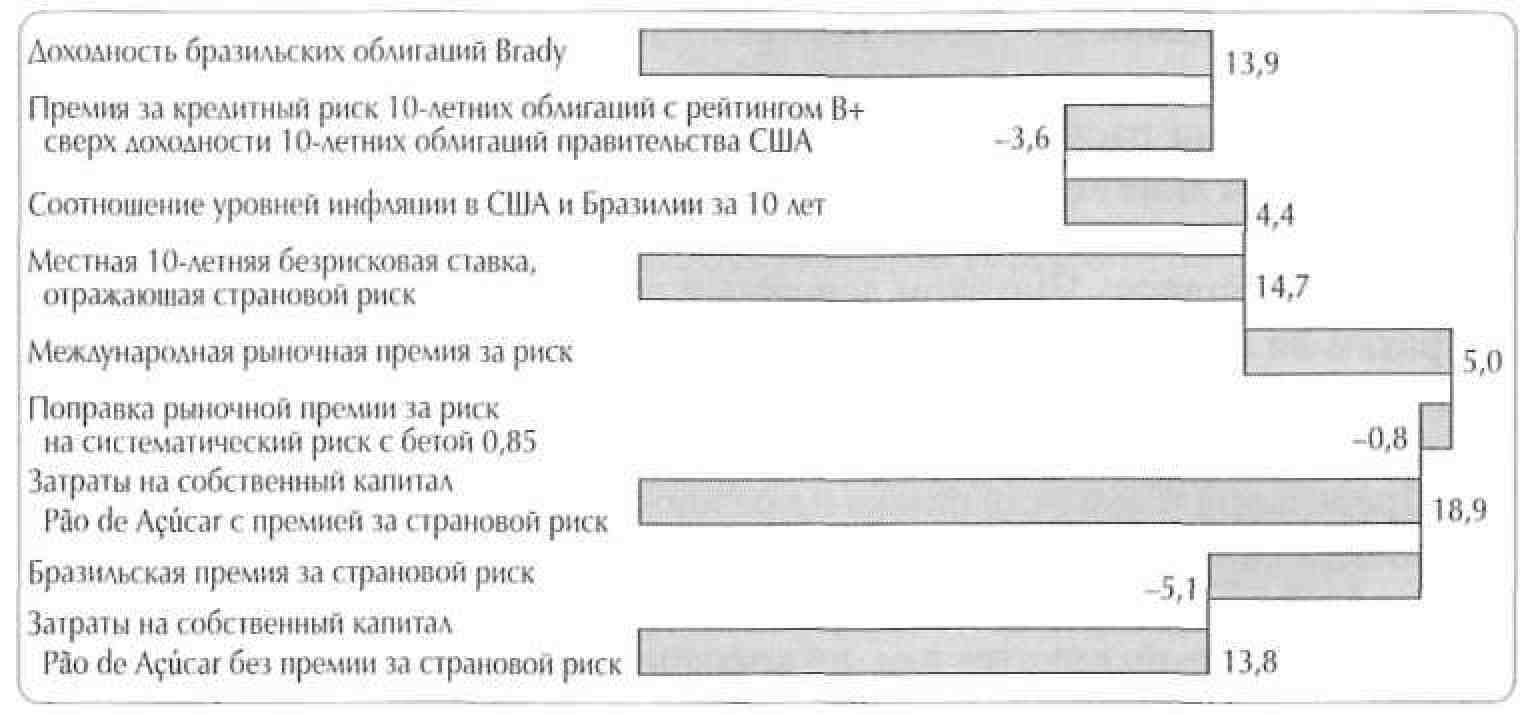 Доходность бразильских облигаций Brady
13,9
Премия за кредитный риск 10-летних облигаций с рейтингом B+
сверх доходности 10-летних облигаций правительства США
–3,6
Соотношение уровней инфляции в США и Бразилии за 10 лет
4,4
Местная 10-летняя безрисковая ставка,
отражающая страновой риск
14,7
Международная рыночная премия за риск
5,0
Поправка рыночной премии за риск
на систематический риск с бетой 0,85
–0,8
Затраты на собственный капитал
Pão de Açúcar с премией за страновой риск
18,9
Бразильская премия за страновой риск
–5,1
Затраты на собственный капитал
Pão de Açúcar без премии за страновой риск
13,8